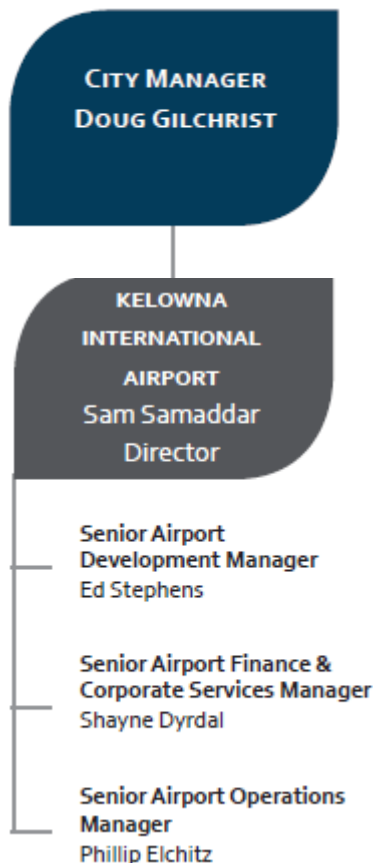 CITY MANAGER
DOUG GILCHRIST
KELOWNA
INTERNATIONAL
AIRPORT
Sam Samaddar
Director
Senior Airport
Development Manager
Ed Stephens
Senior Airport Finance &
Corporate Services Manager
Shayne Dyrdal
Senior Airport Operations
Manager
Phillip Elchitz